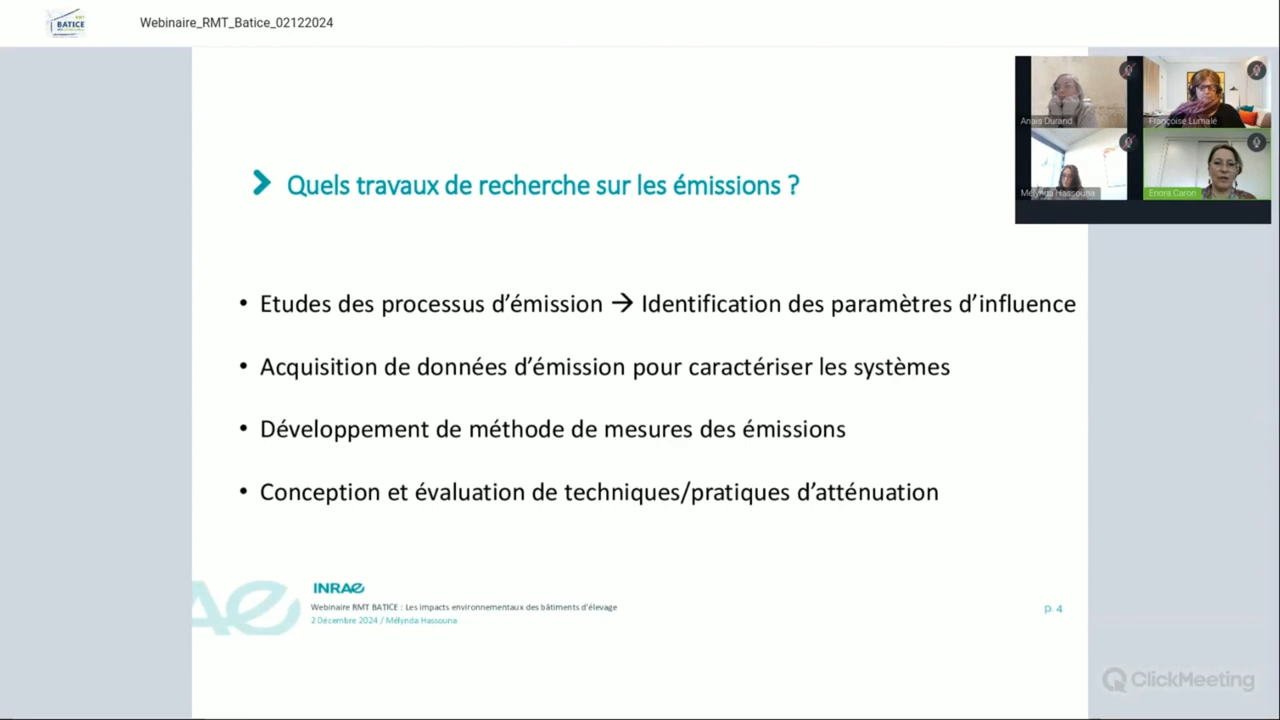 RMT
BATICE
Webinaire_RMT_Batice_02122024
Anais Durand
Françoise Lumalé
Mélynda Hassouna
Enora Caron
Quels travaux de recherche sur les émissions ?
• Etudes des processus d’émission → Identification des paramètres d’influence
• Acquisition de données d’émission pour caractériser les systèmes
• Développement de méthode de mesures des émissions
• Conception et évaluation de techniques/pratiques d’atténuation
INRAE
Webinaire RMT BATICE : Les impacts environnementaux des bâtiments d’élevage
2 Décembre 2024 / Mélynda Hassouna
p. 4
ClickMeeting